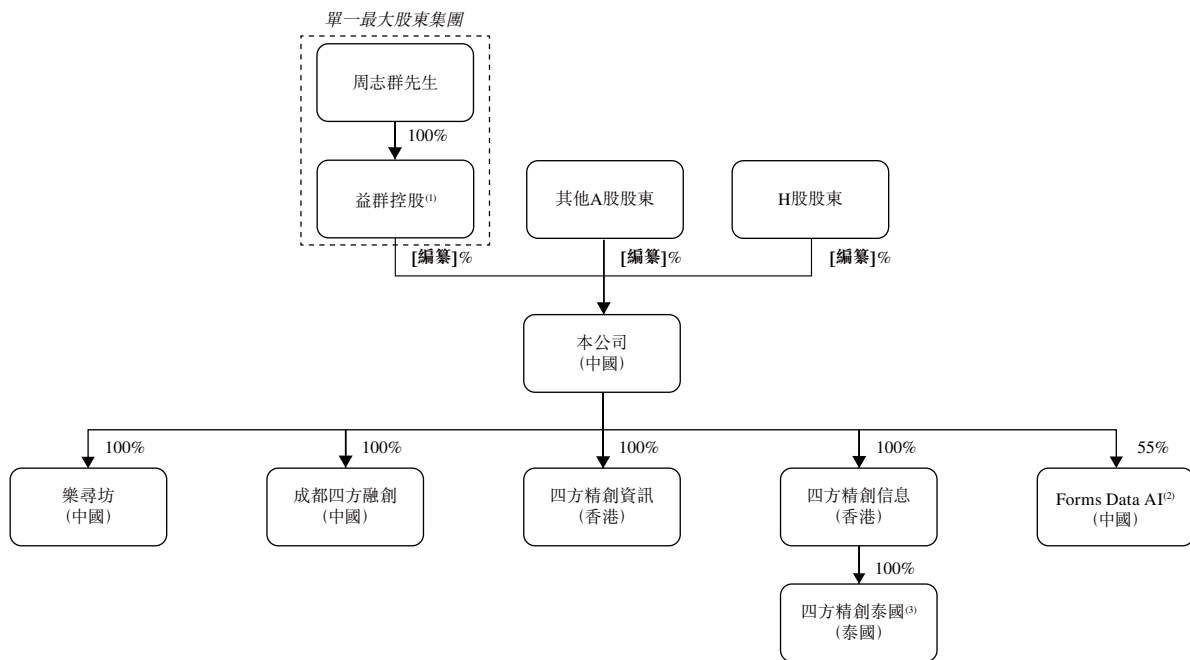 單一最大股東集團
周志群先生
100%
益群控股(1)
其他A股股東
H股股東
[編纂]%
[編纂]%
[編纂]%
本公司
(中國)
100%
100%
100%
100%
55%
樂尋坊
(中國)
成都四方融創
(中國)
四方精創資訊
(香港)
四方精創信息
(香港)
Forms Data AI(2)
(中國)
100%
四方精創泰國(3)
(泰國)